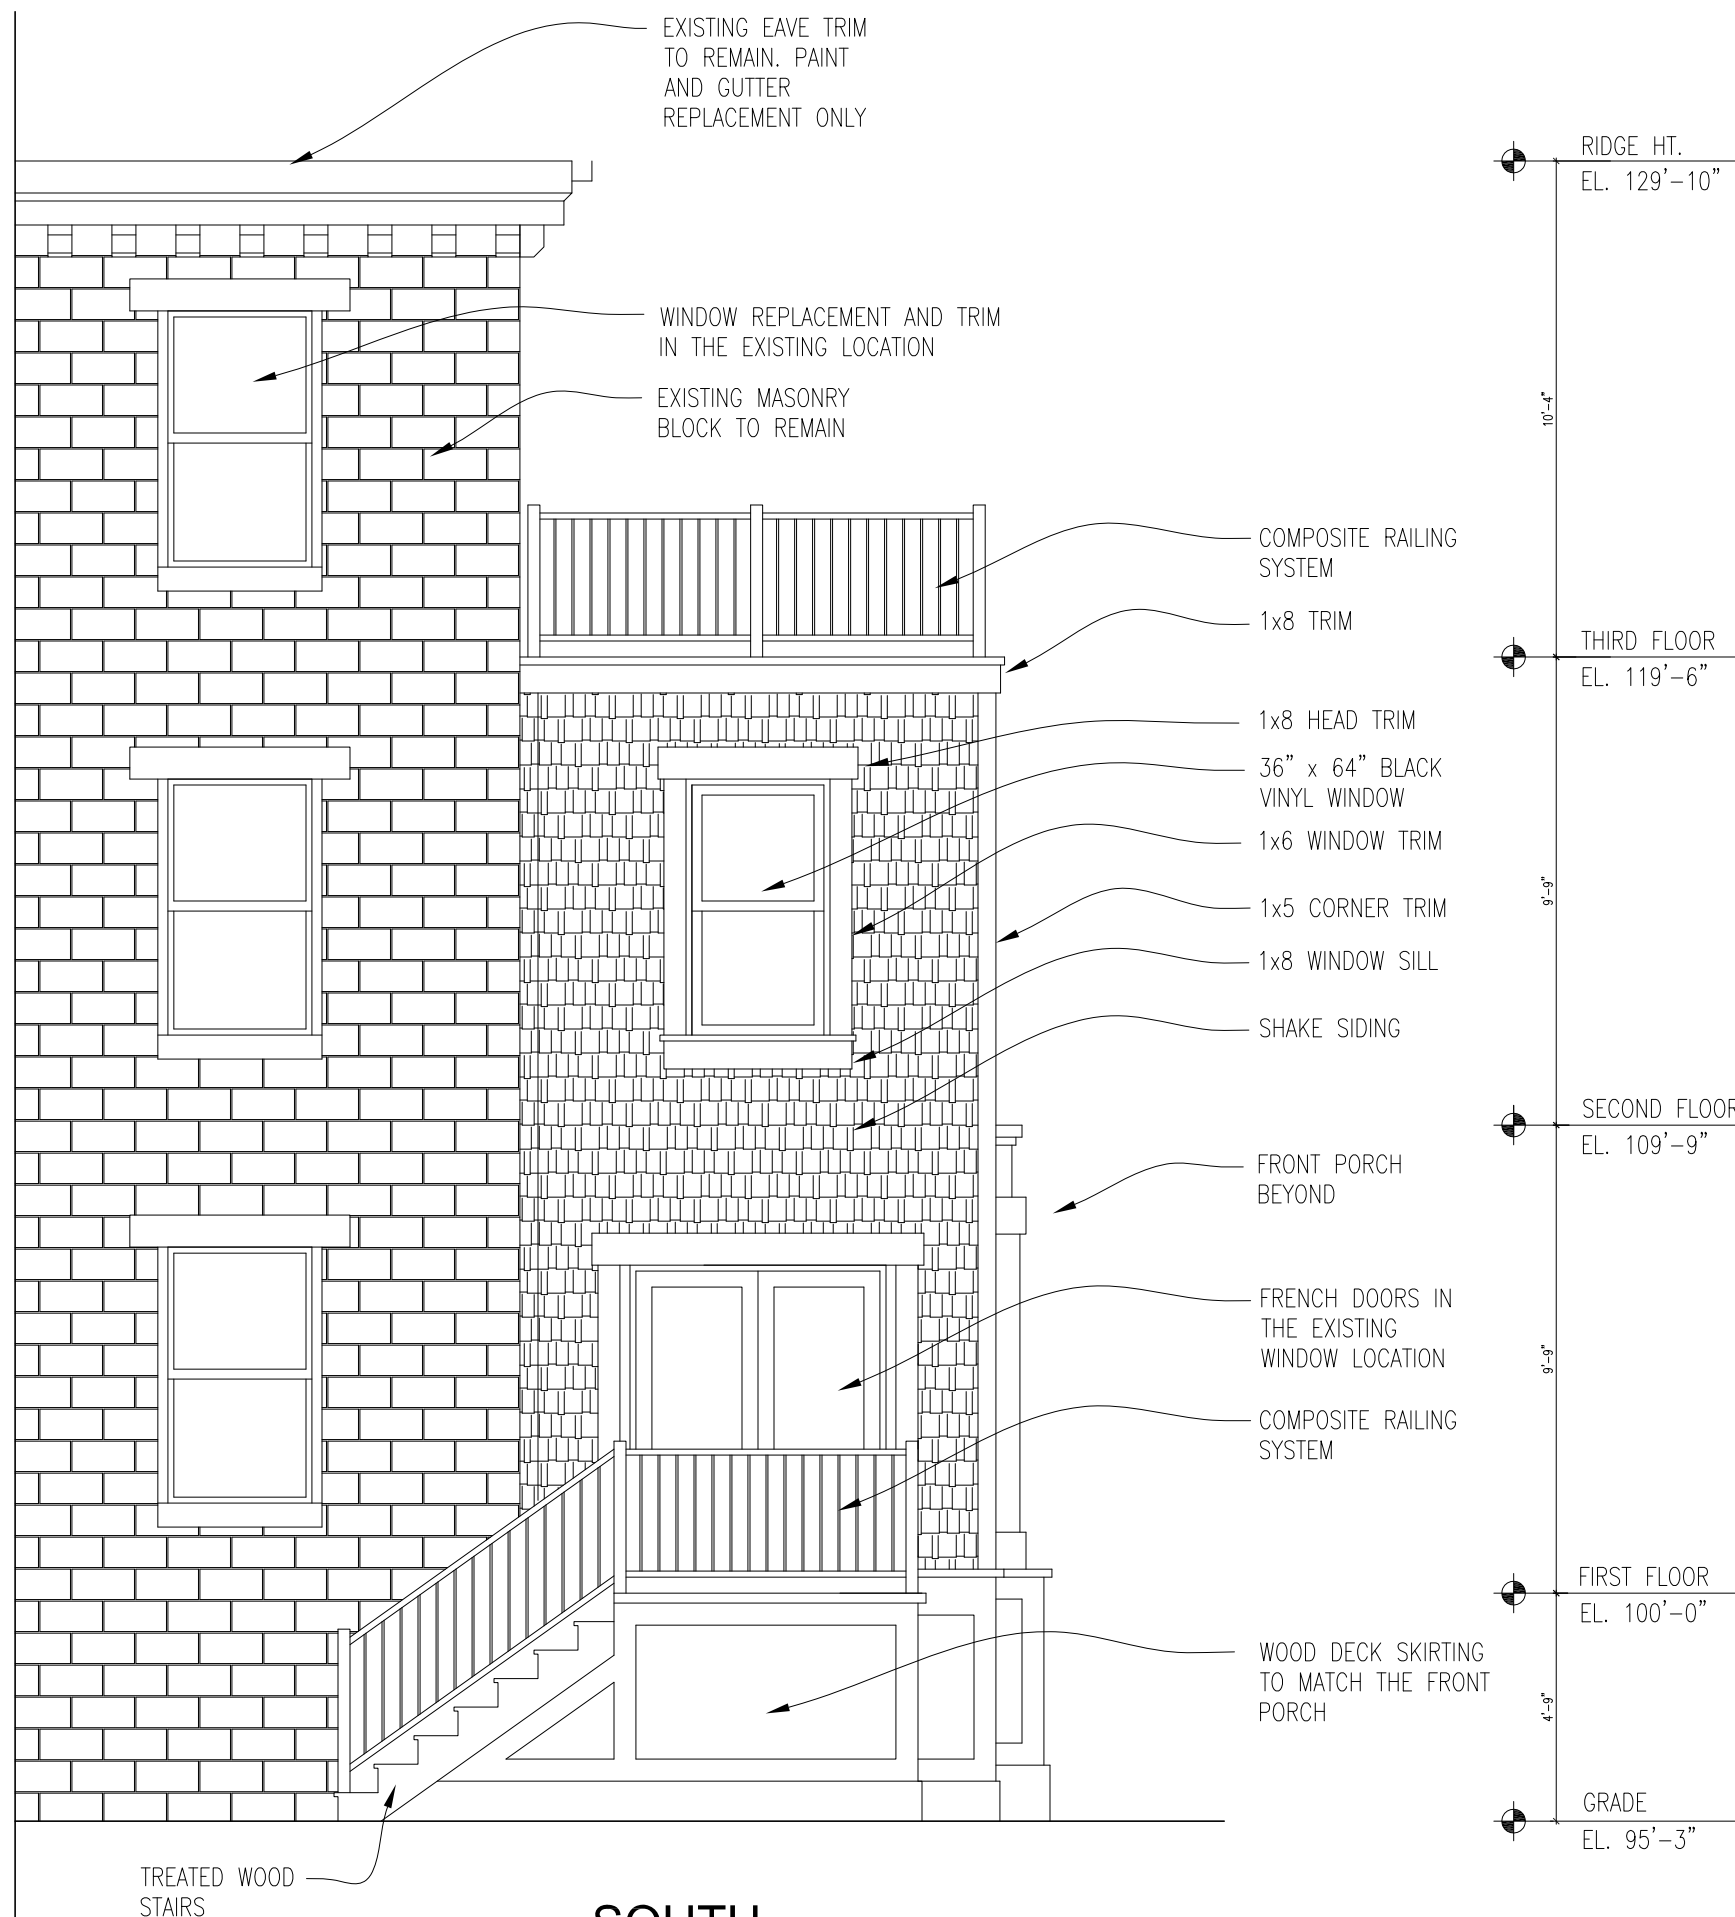 EXISTING EAVE TRIM
TO REMAIN. PAINT
AND GUTTER
REPLACEMENT ONLY
RIDGE HT.
EL. 129'-10"
WINDOW REPLACEMENT AND TRIM
IN THE EXISTING LOCATION
EXISTING MASONRY
BLOCK TO REMAIN
10'-4"
COMPOSITE RAILING
SYSTEM
1x8 TRIM
THIRD FLOOR
EL. 119'-6"
1x8 HEAD TRIM
36" x 64" BLACK
VINYL WINDOW
1x6 WINDOW TRIM
9'-9"
1x5 CORNER TRIM
1x8 WINDOW SILL
SHAKE SIDING
SECOND FLOOR
EL. 109'-9"
FRONT PORCH
BEYOND
FRENCH DOORS IN
THE EXISTING
WINDOW LOCATION
9'-9"
COMPOSITE RAILING
SYSTEM
FIRST FLOOR
EL. 100'-0"
WOOD DECK SKIRTING
TO MATCH THE FRONT
PORCH
4'-9"
GRADE
EL. 95'-3"
TREATED WOOD
STAIRS
SOUTH